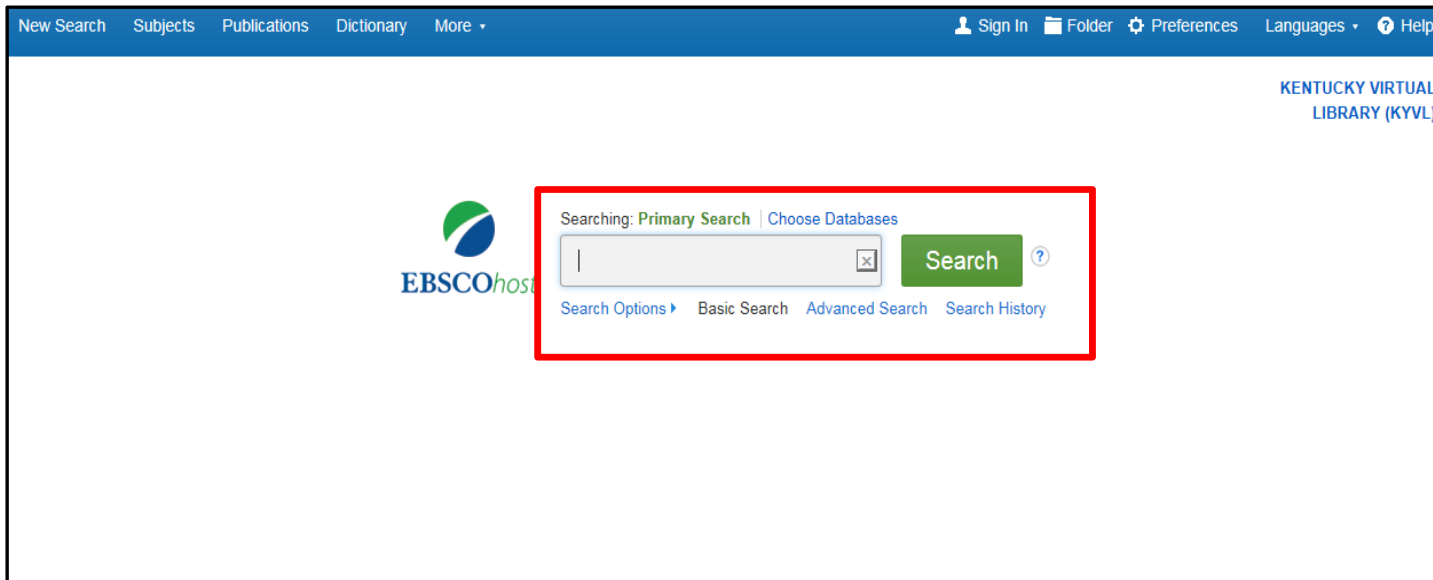 New Search Subjects Publications Dictionary More Sign In Folder Preferences Languages ? Help
KENTUCKY VIRTUAL
LIBRARY (KYVL)
Searching: Primary Search | Choose Databases
Search ?
EBSCOhost
Search Options Basic Search Advanced Search Search History